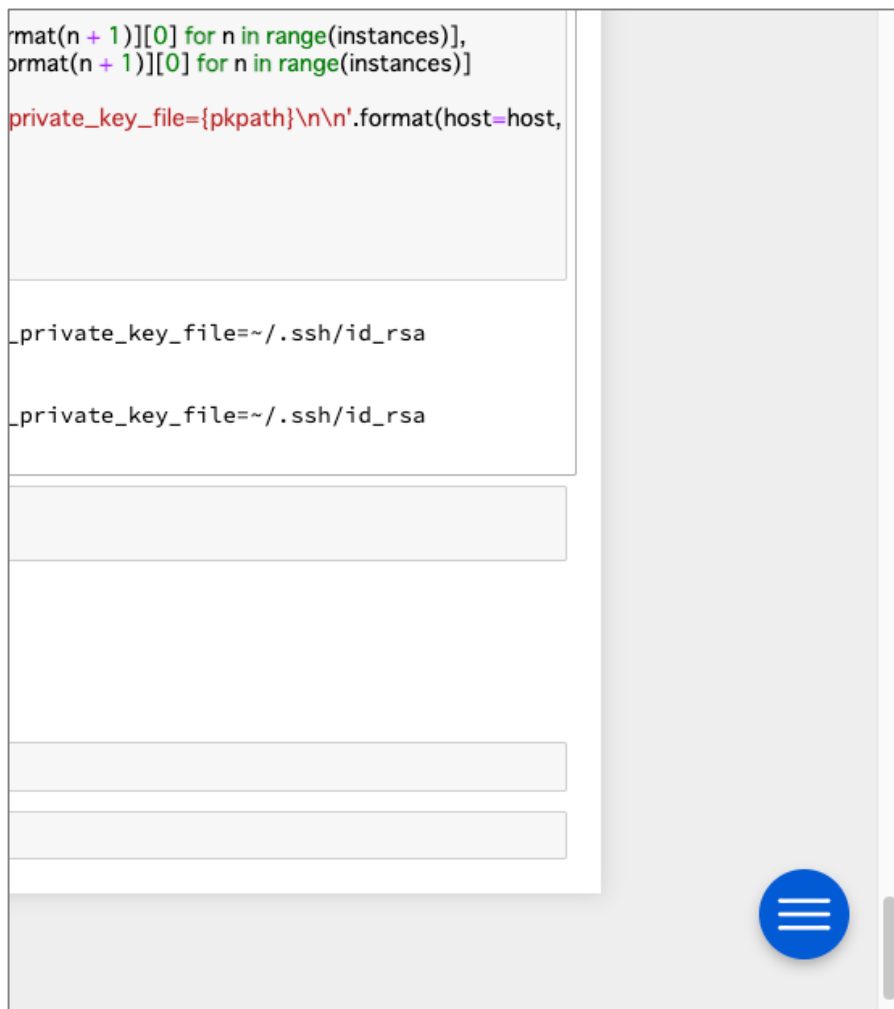 rmat(n + 1)][0] for n in range(instances)],
ormat(n + 1)][0] for n in range(instances)]
private_key_file={pkpath}\n\n'.format(host=host,
_private_key_file=~/.ssh/id_rsa
_private_key_file=~/.ssh/id_rsa